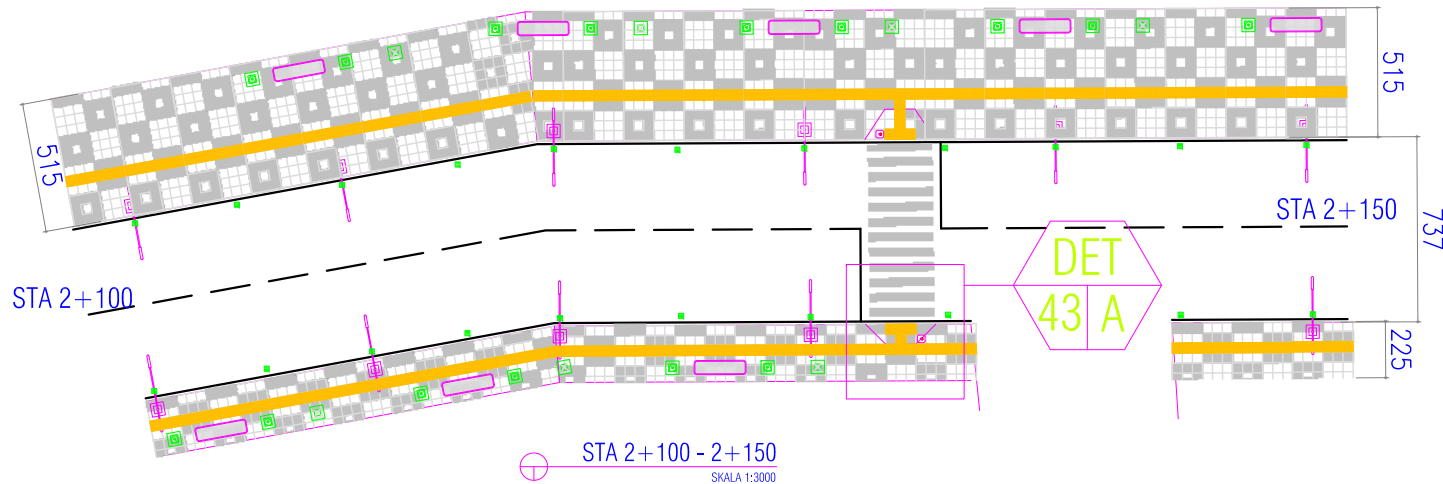 515
515
STA 2+150
737
DET
43 A
STA 2+100
225
STA 2+100 - 2+150
SKALA 1:3000